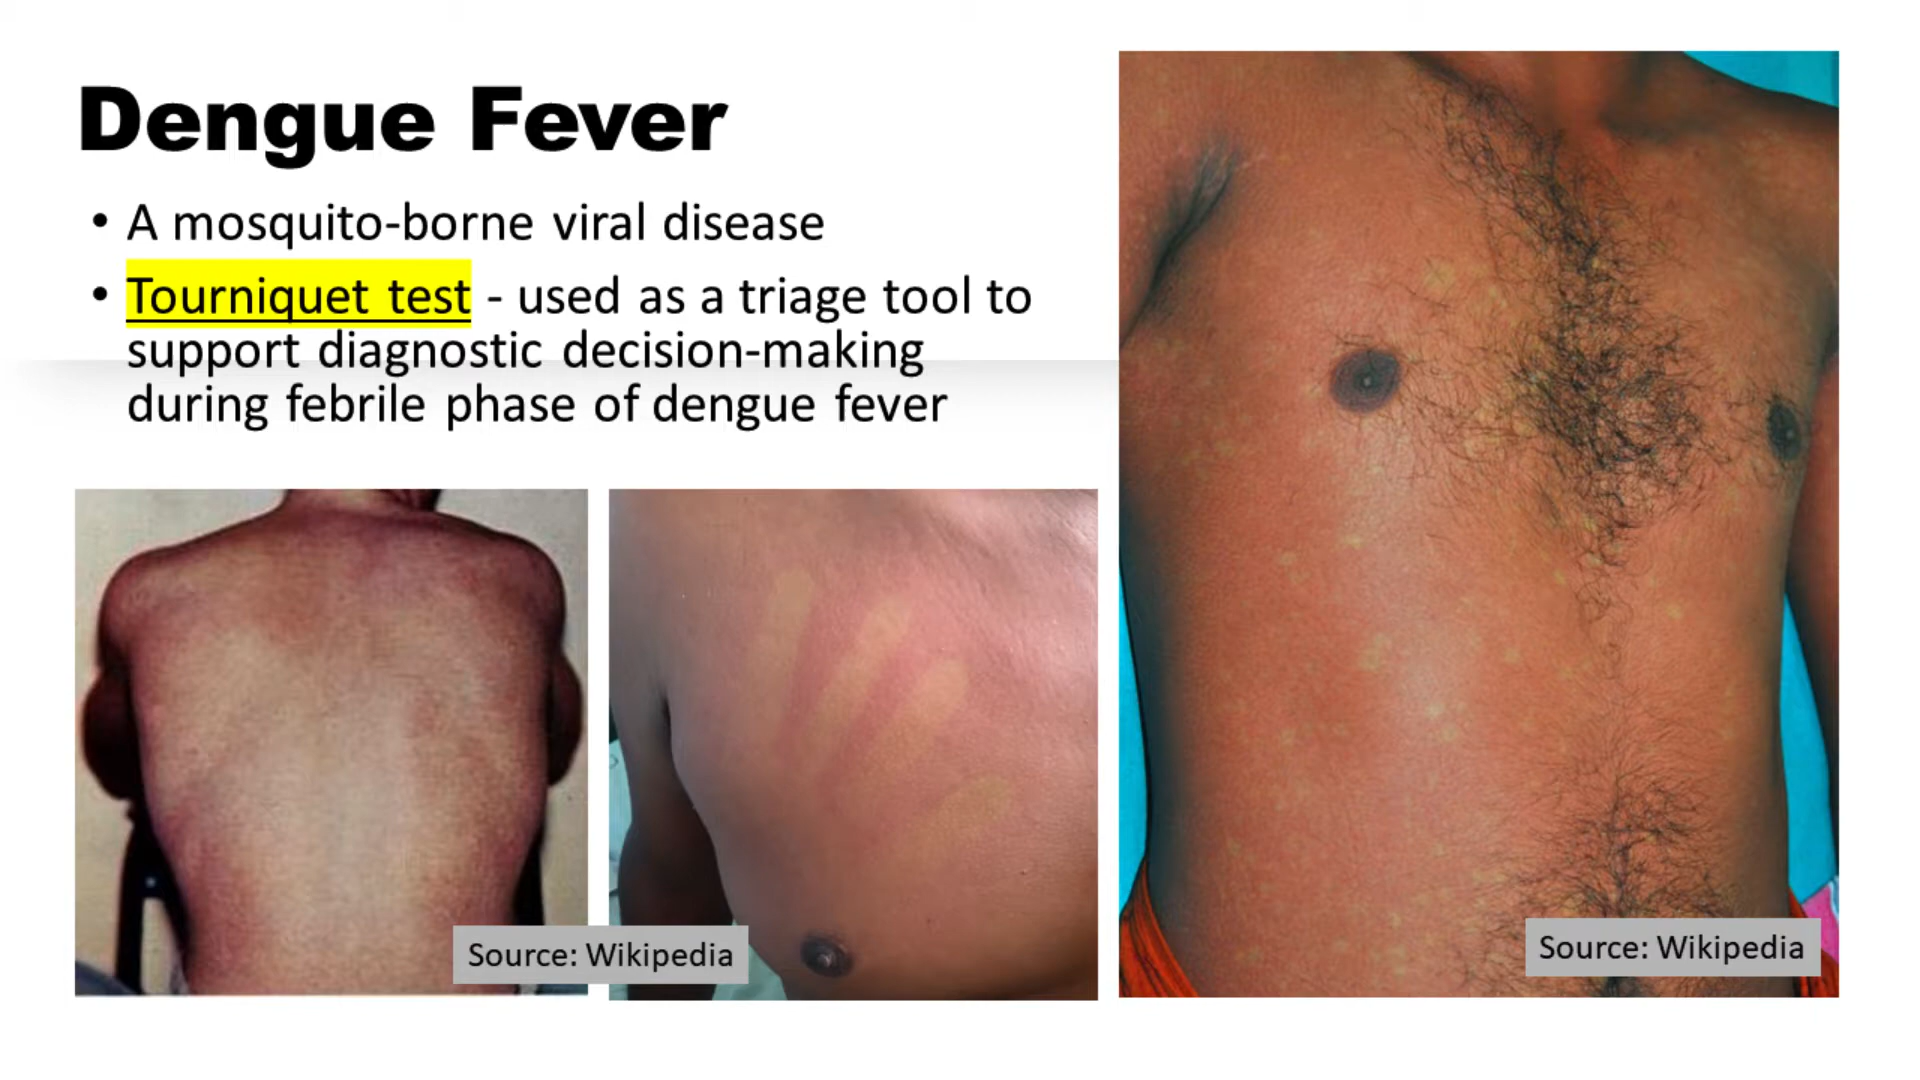 Dengue Fever
• A mosquito-borne viral disease
• Tourniquet test - used as a triage tool to
support diagnostic decision-making
during febrile phase of dengue fever
Source: Wikipedia
Source: Wikipedia